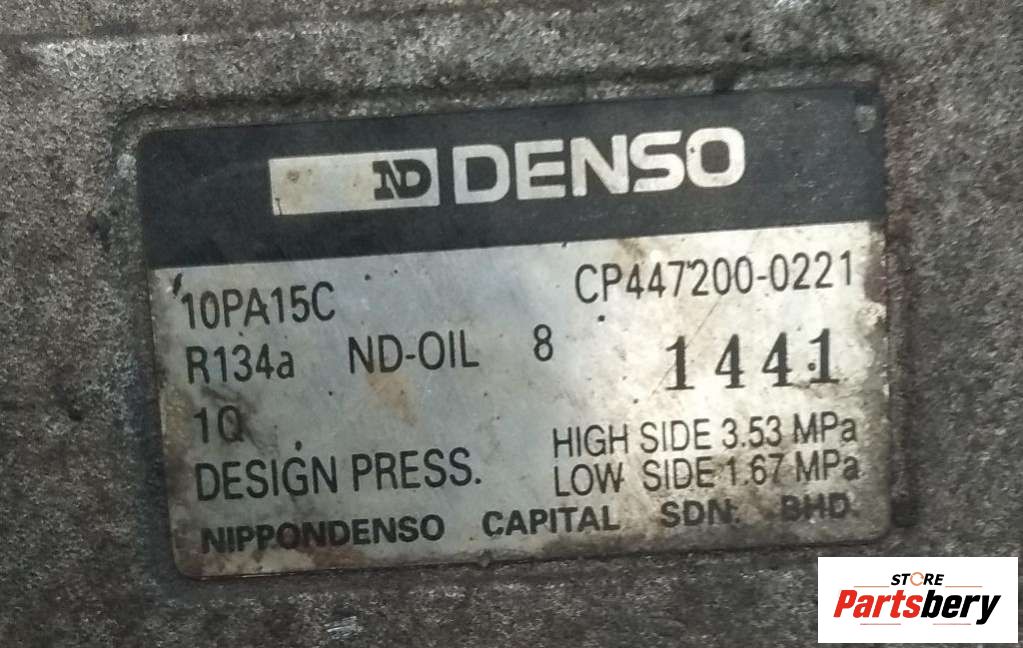 ND DENSO
10PA15C CP447200-0221
R134a ND-OIL 8 1441
1Q
DESIGN PRESS. HIGH SIDE 3.53 MPa
LOW SIDE 1.67 MPa
NIPPONDENSO CAPITAL SDN. BHD.
STORE
Partsbery